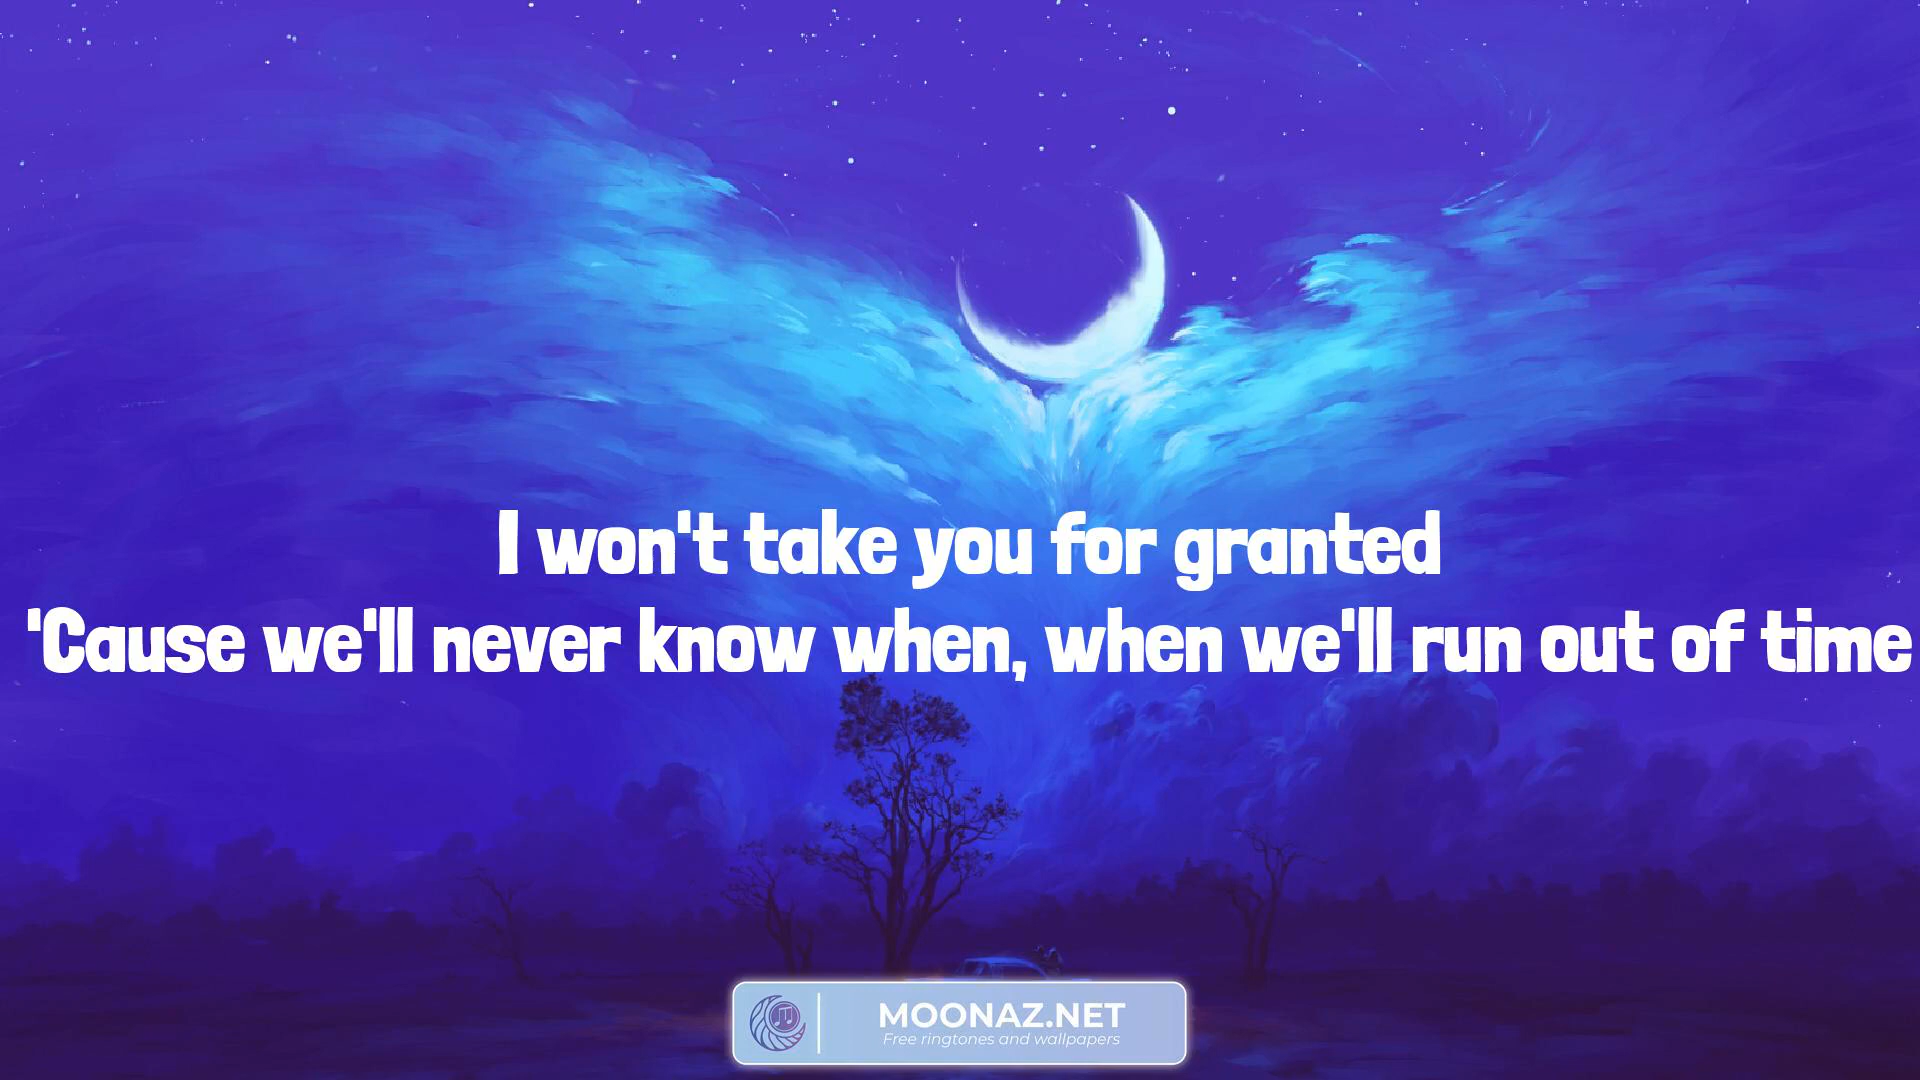 I won't take you for granted
'Cause we'll never know when, when we'll run out of time
MOONAZ.NET
Free ringtones and wallpapers